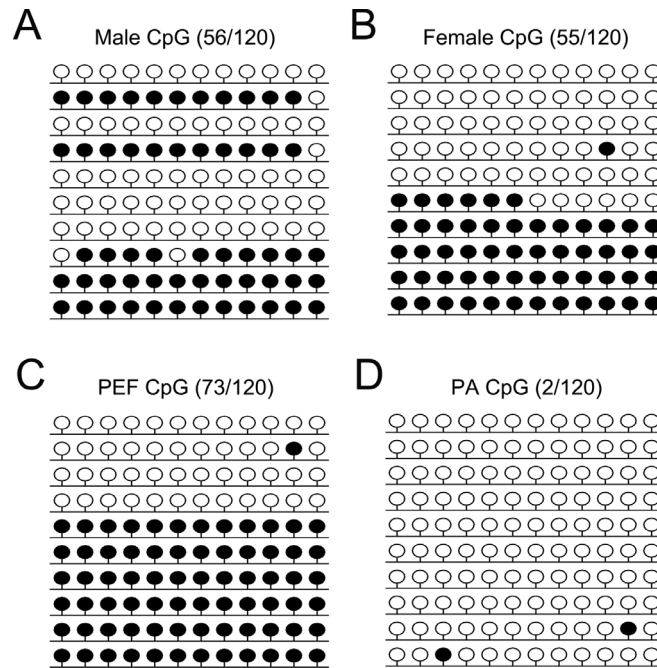 A
Male CpG (56/120)
B
Female CpG (55/120)
C
PEF CpG (73/120)
D
PA CpG (2/120)